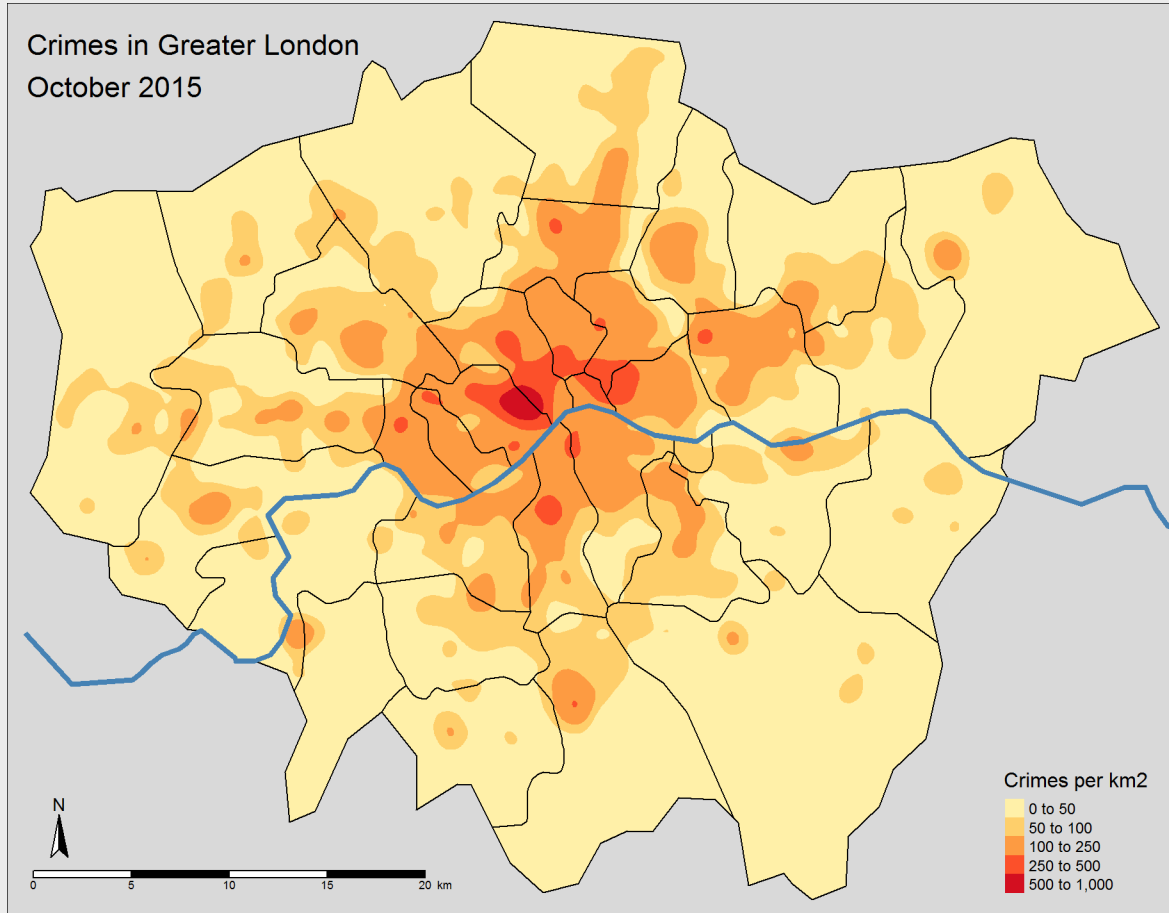 Crimes in Greater London
October 2015
Crimes per km2
0 to 50
50 to 100
100 to 250
250 to 500
500 to 1,000
N
0 5 10 15 20 km